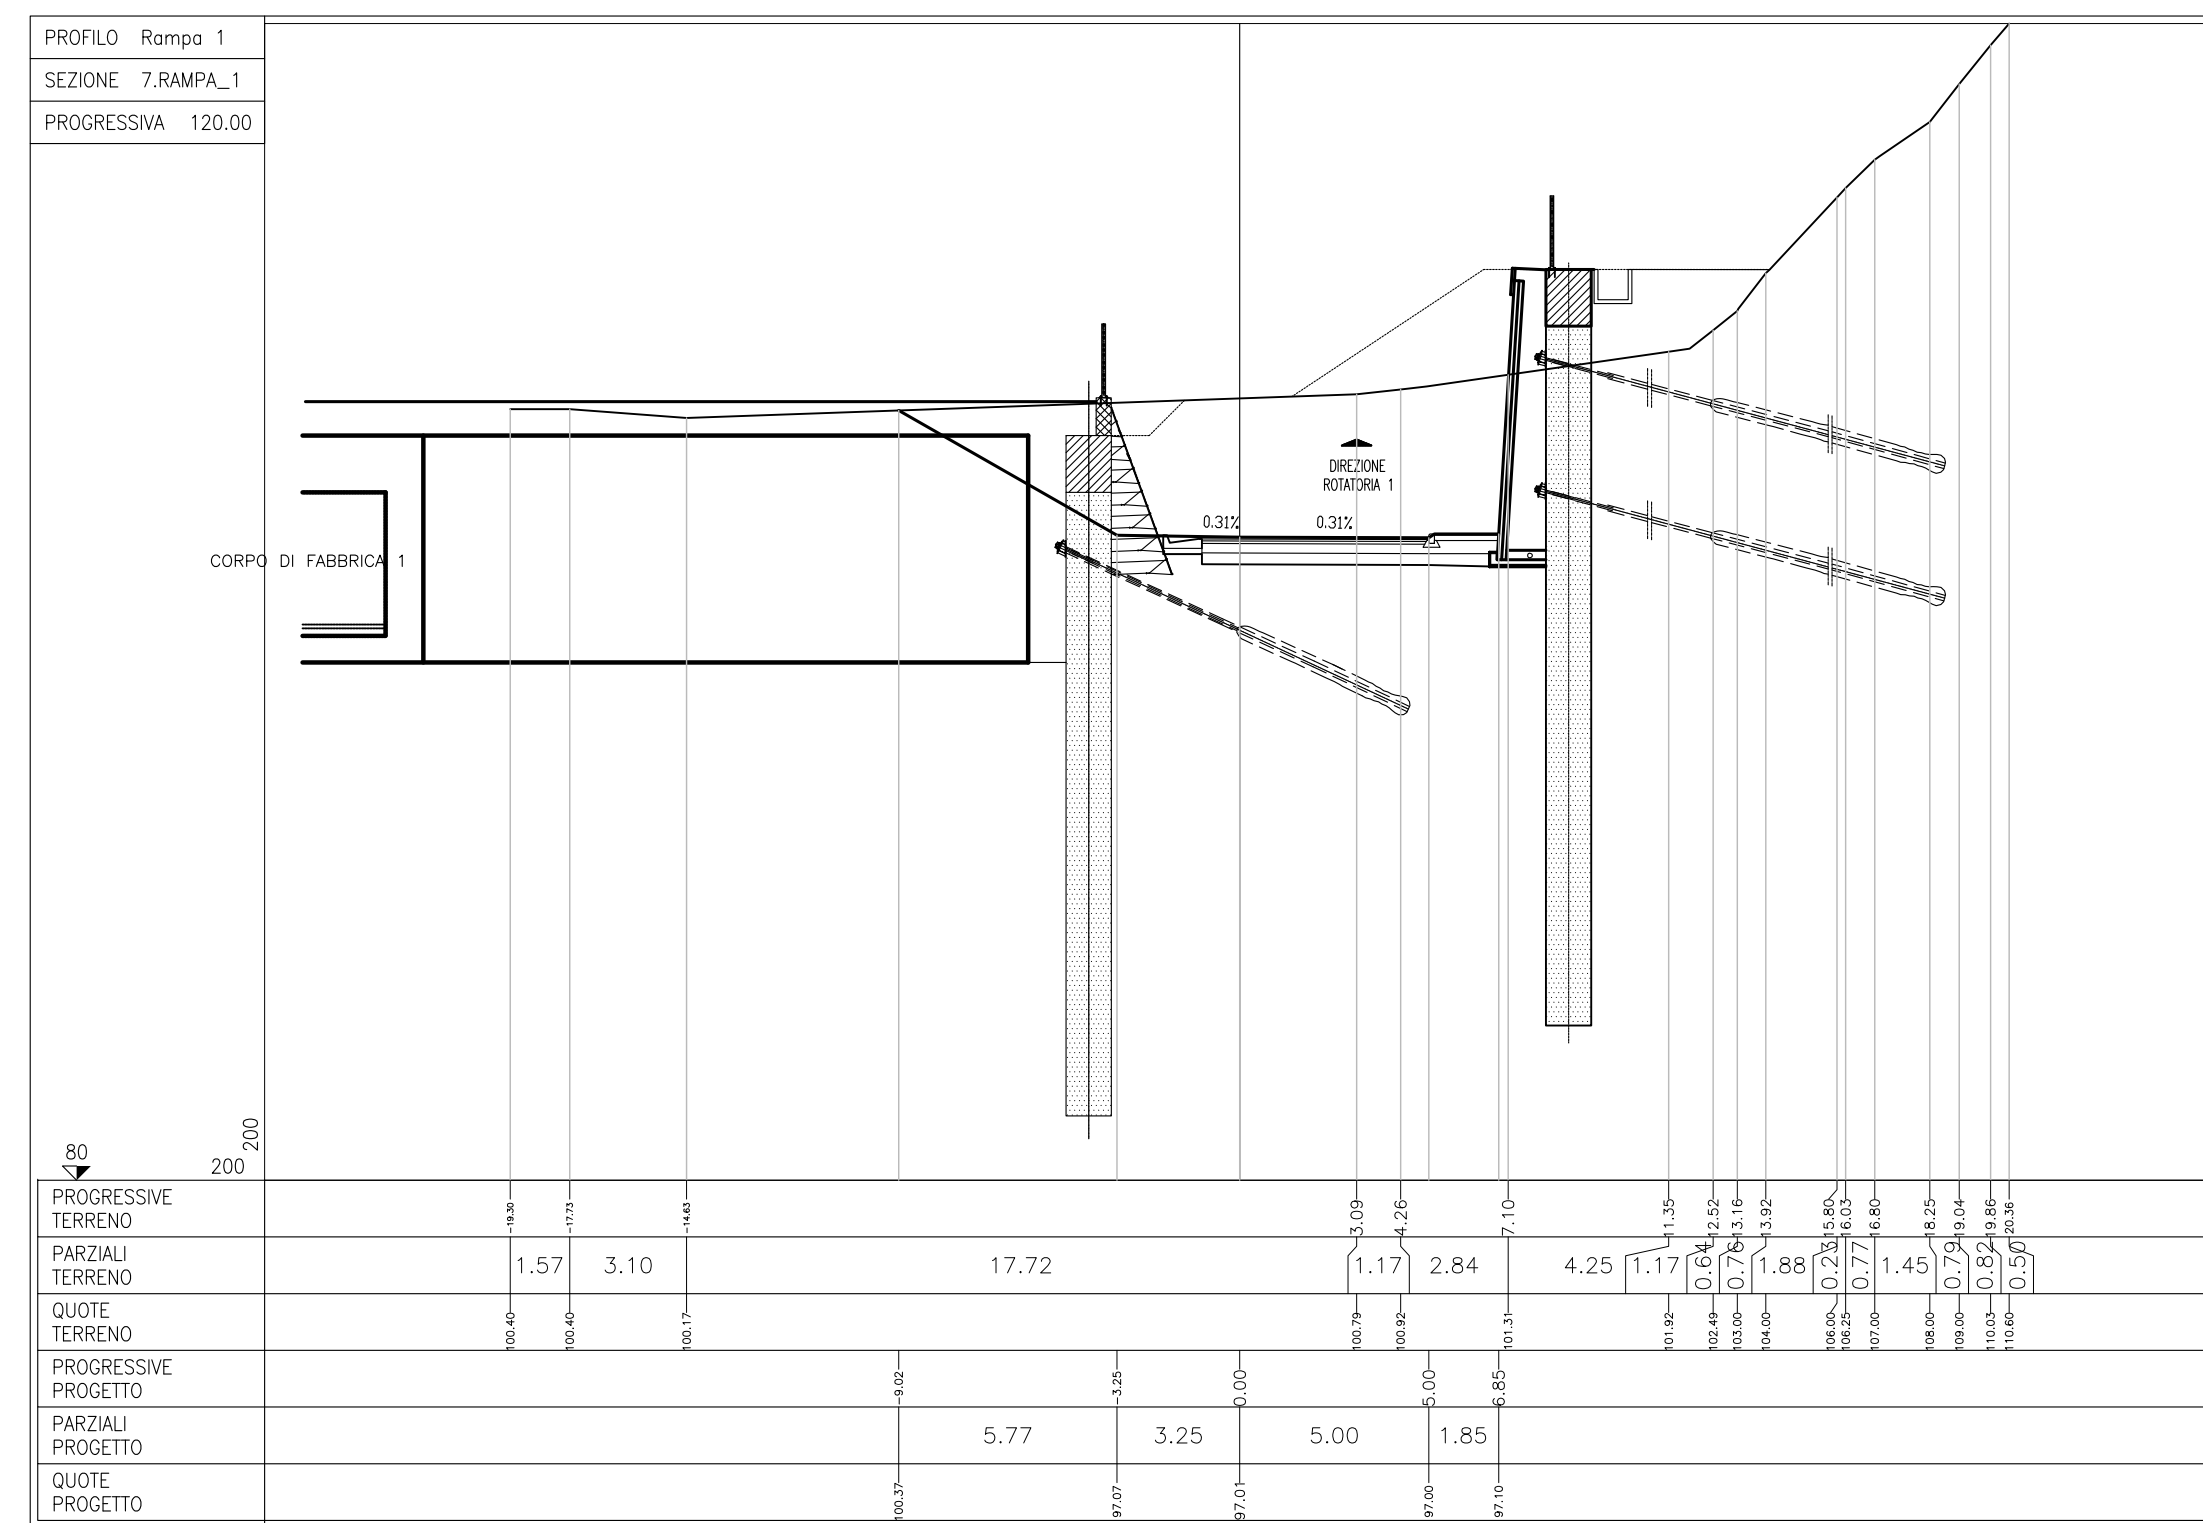 PROFILO Rampa 1
SEZIONE 7.RAMPA_1
PROGRESSIVA 120.00
DIREZIONE
ROTATORIA 1
0.31% 0.31%
CORPO DI FABBRICA 1
80
200
200
PROGRESSIVE
TERRENO
-19.30 -17.73 -14.63 3.09 4.26 7.10 11.35 12.52 13.16 13.92 15.80 16.03 16.80 18.25 19.04 19.86 20.36
PARZIALI
TERRENO
1.57 3.10 17.72 1.17 2.84 4.25 1.17 0.64 0.76 1.88 0.23 0.77 1.45 0.79 0.82 0.50
QUOTE
TERRENO
100.40 100.40 100.17 100.79 100.92 101.31 101.92 102.49 103.00 104.00 106.00 106.25 107.00 108.00 109.00 110.03 110.60
PROGRESSIVE
PROGETTO
-9.02 -3.25 0.00 5.00 6.85
PARZIALI
PROGETTO
5.77 3.25 5.00 1.85
QUOTE
PROGETTO
100.37 97.07 97.01 97.00 97.10